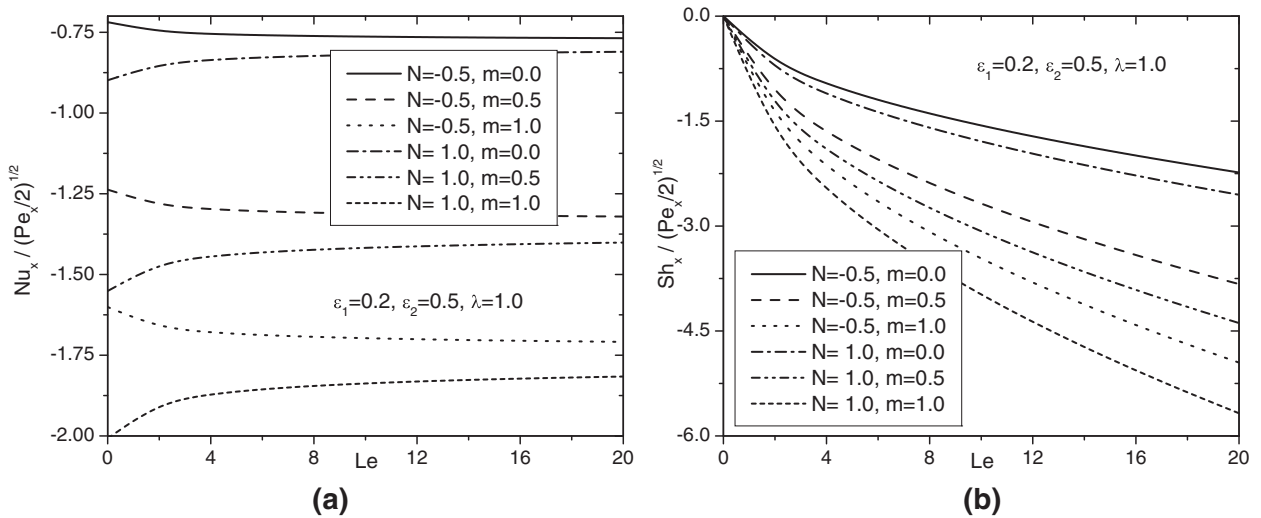 -0.75
-1.00
-1.25
-1.50
-1.75
-2.00
Nu_x / (Pe_x/2)^1/2
N=-0.5, m=0.0
N=-0.5, m=0.5
N=-0.5, m=1.0
N= 1.0, m=0.0
N= 1.0, m=0.5
N= 1.0, m=1.0
ε₁=0.2, ε₂=0.5, λ=1.0
0 4 8 12 16 20
Le
(a)
0.0
-1.5
-3.0
-4.5
-6.0
Sh_x / (Pe_x/2)^1/2
ε₁=0.2, ε₂=0.5, λ=1.0
N=-0.5, m=0.0
N=-0.5, m=0.5
N=-0.5, m=1.0
N= 1.0, m=0.0
N= 1.0, m=0.5
N= 1.0, m=1.0
0 4 8 12 16 20
Le
(b)